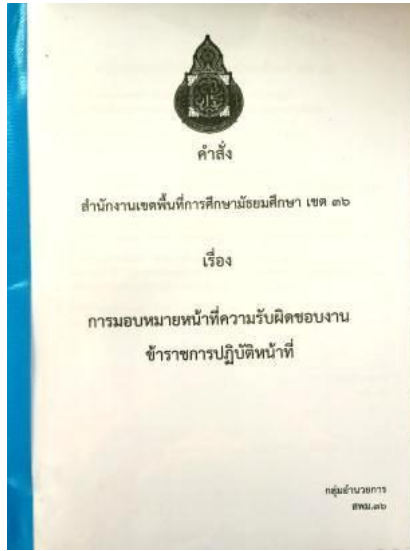 คำสั่ง
สำนักงานเขตพื้นที่การศึกษามัธยมศึกษา เขต ๓๖
เรื่อง
การมอบหมายหน้าที่ความรับผิดชอบงาน
ข้าราชการปฏิบัติหน้าที่
กลุ่มอำนวยการ
สพม.๓๖